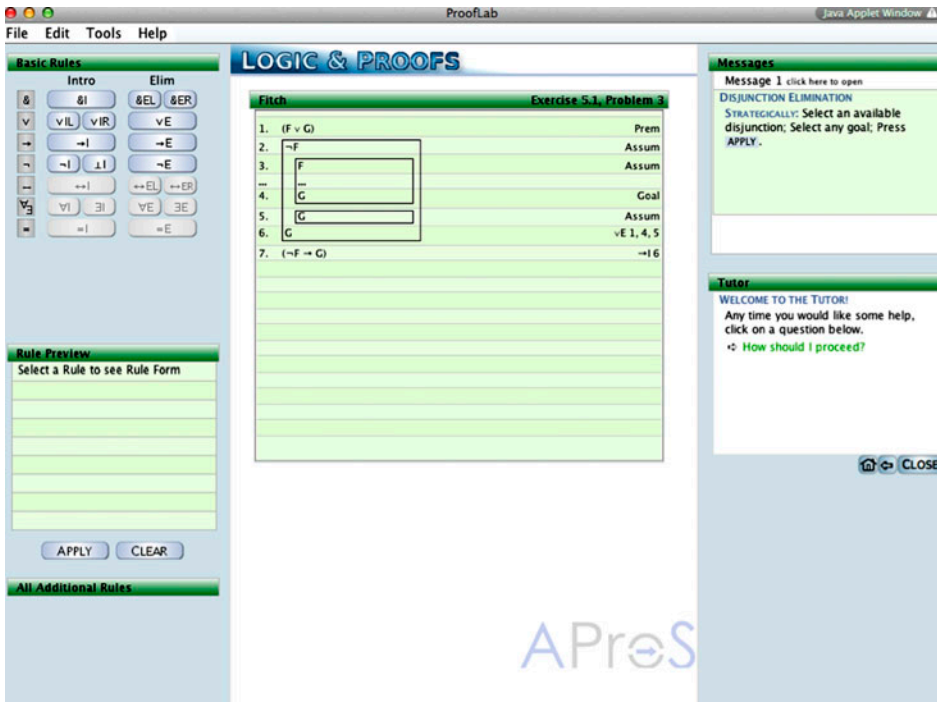 ProofLab
Java Applet Window
File Edit Tools Help
Basic Rules
Intro Elim
& &I &EL &ER
∨ ∨IL ∨IR ∨E
→ →I →E
¬ ¬I ⊥I ¬E
↔ ↔I ↔EL ↔ER
∀∃ ∀I ∃I ∀E ∃E
= =I =E
Rule Preview
Select a Rule to see Rule Form
APPLY CLEAR
All Additional Rules
LOGIC & PROOFS
Fitch Exercise 5.1, Problem 3
1. (F ∨ G) Prem
2. ¬F Assum
3. F Assum
... ...
4. G Goal
5. G Assum
6. G ∨E 1, 4, 5
7. (¬F → G) →I 6
AProS
Messages
Message 1 click here to open
DISJUNCTION ELIMINATION
STRATEGICALLY: Select an available
disjunction; Select any goal; Press
APPLY.
Tutor
WELCOME TO THE TUTOR!
Any time you would like some help,
click on a question below.
➪ How should I proceed?
CLOSE